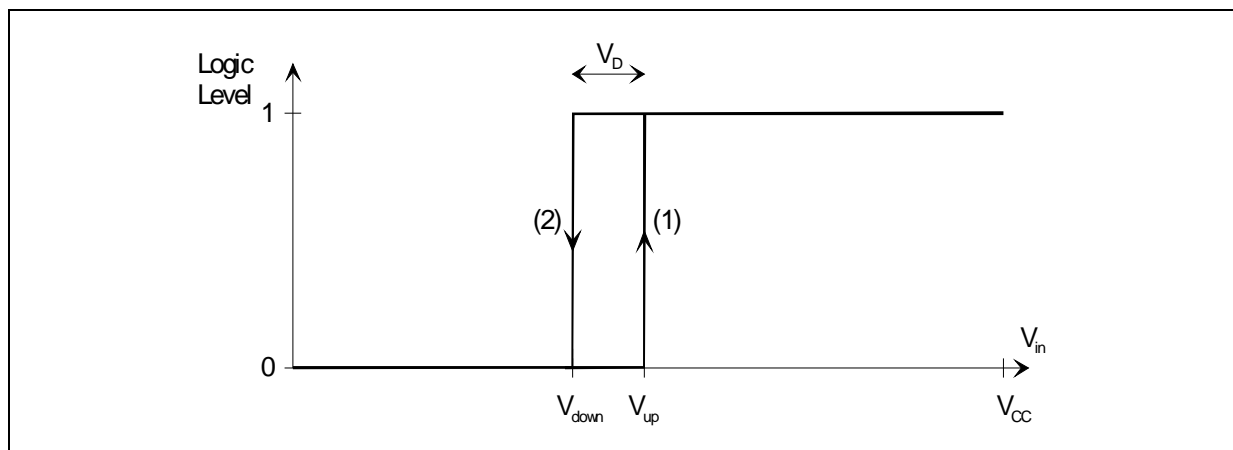 V_D
Logic
Level
1
(2)
(1)
V_in
0
V_down
V_up
V_CC